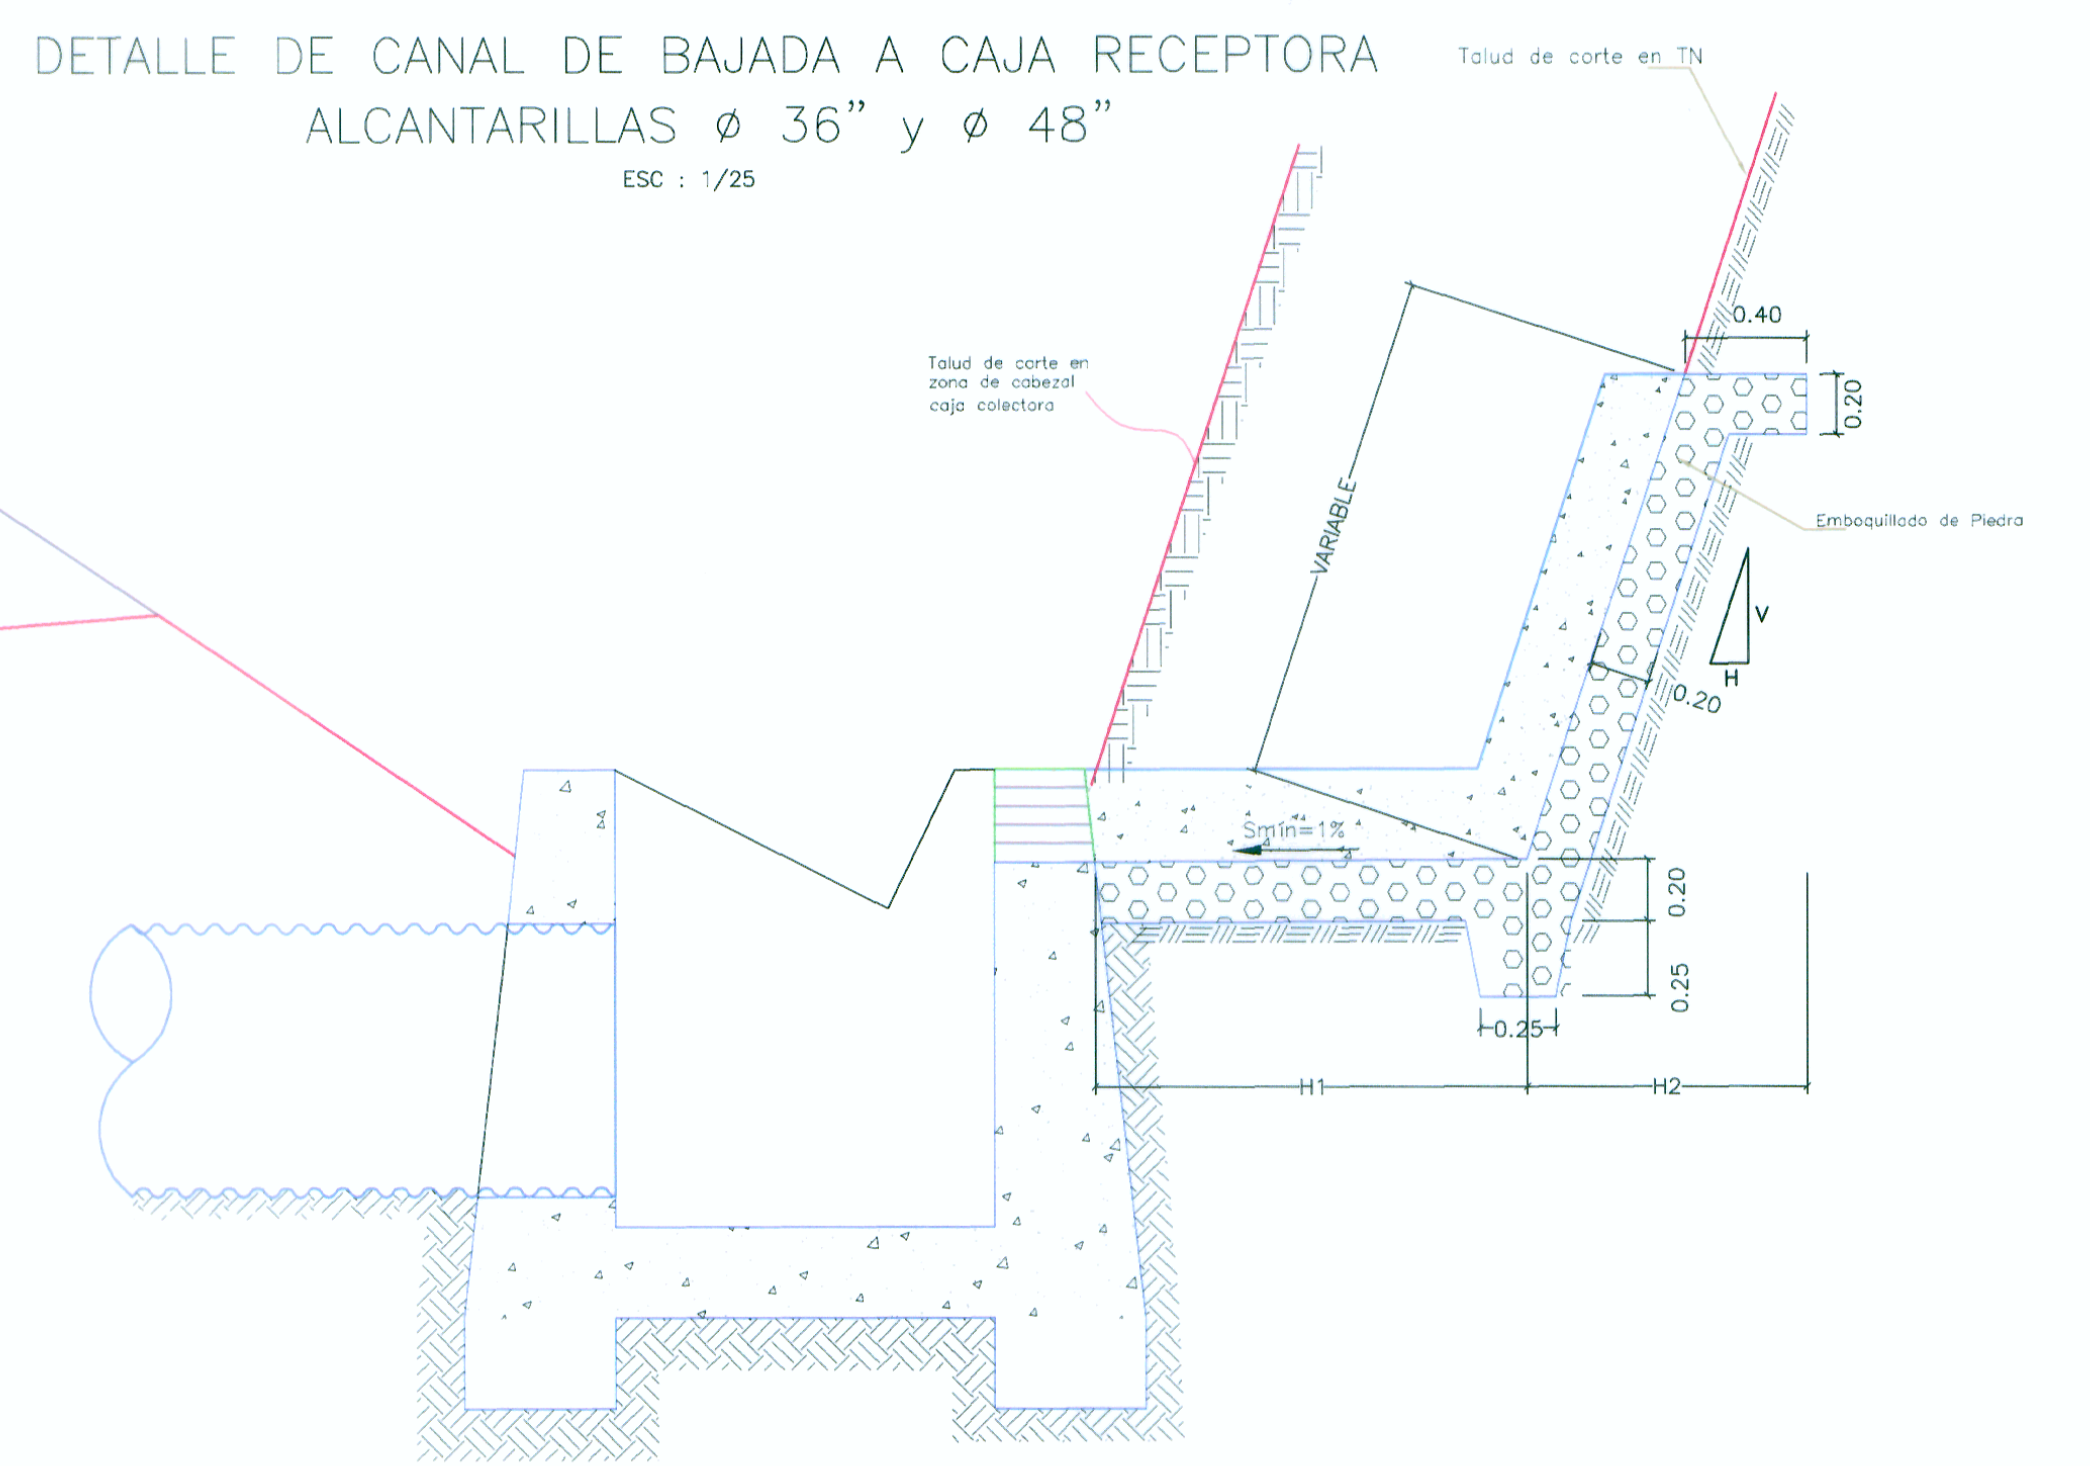 DETALLE DE CANAL DE BAJADA A CAJA RECEPTORA
ALCANTARILLAS ø 36” y ø 48”
ESC : 1/25
Talud de corte en TN
0.40
0.20
Talud de corte en
zona de cabezal
caja colectora
VARIABLE
Emboquillado de Piedra
V
H
0.20
Smín=1%
0.20
0.25
0.25
H1
H2